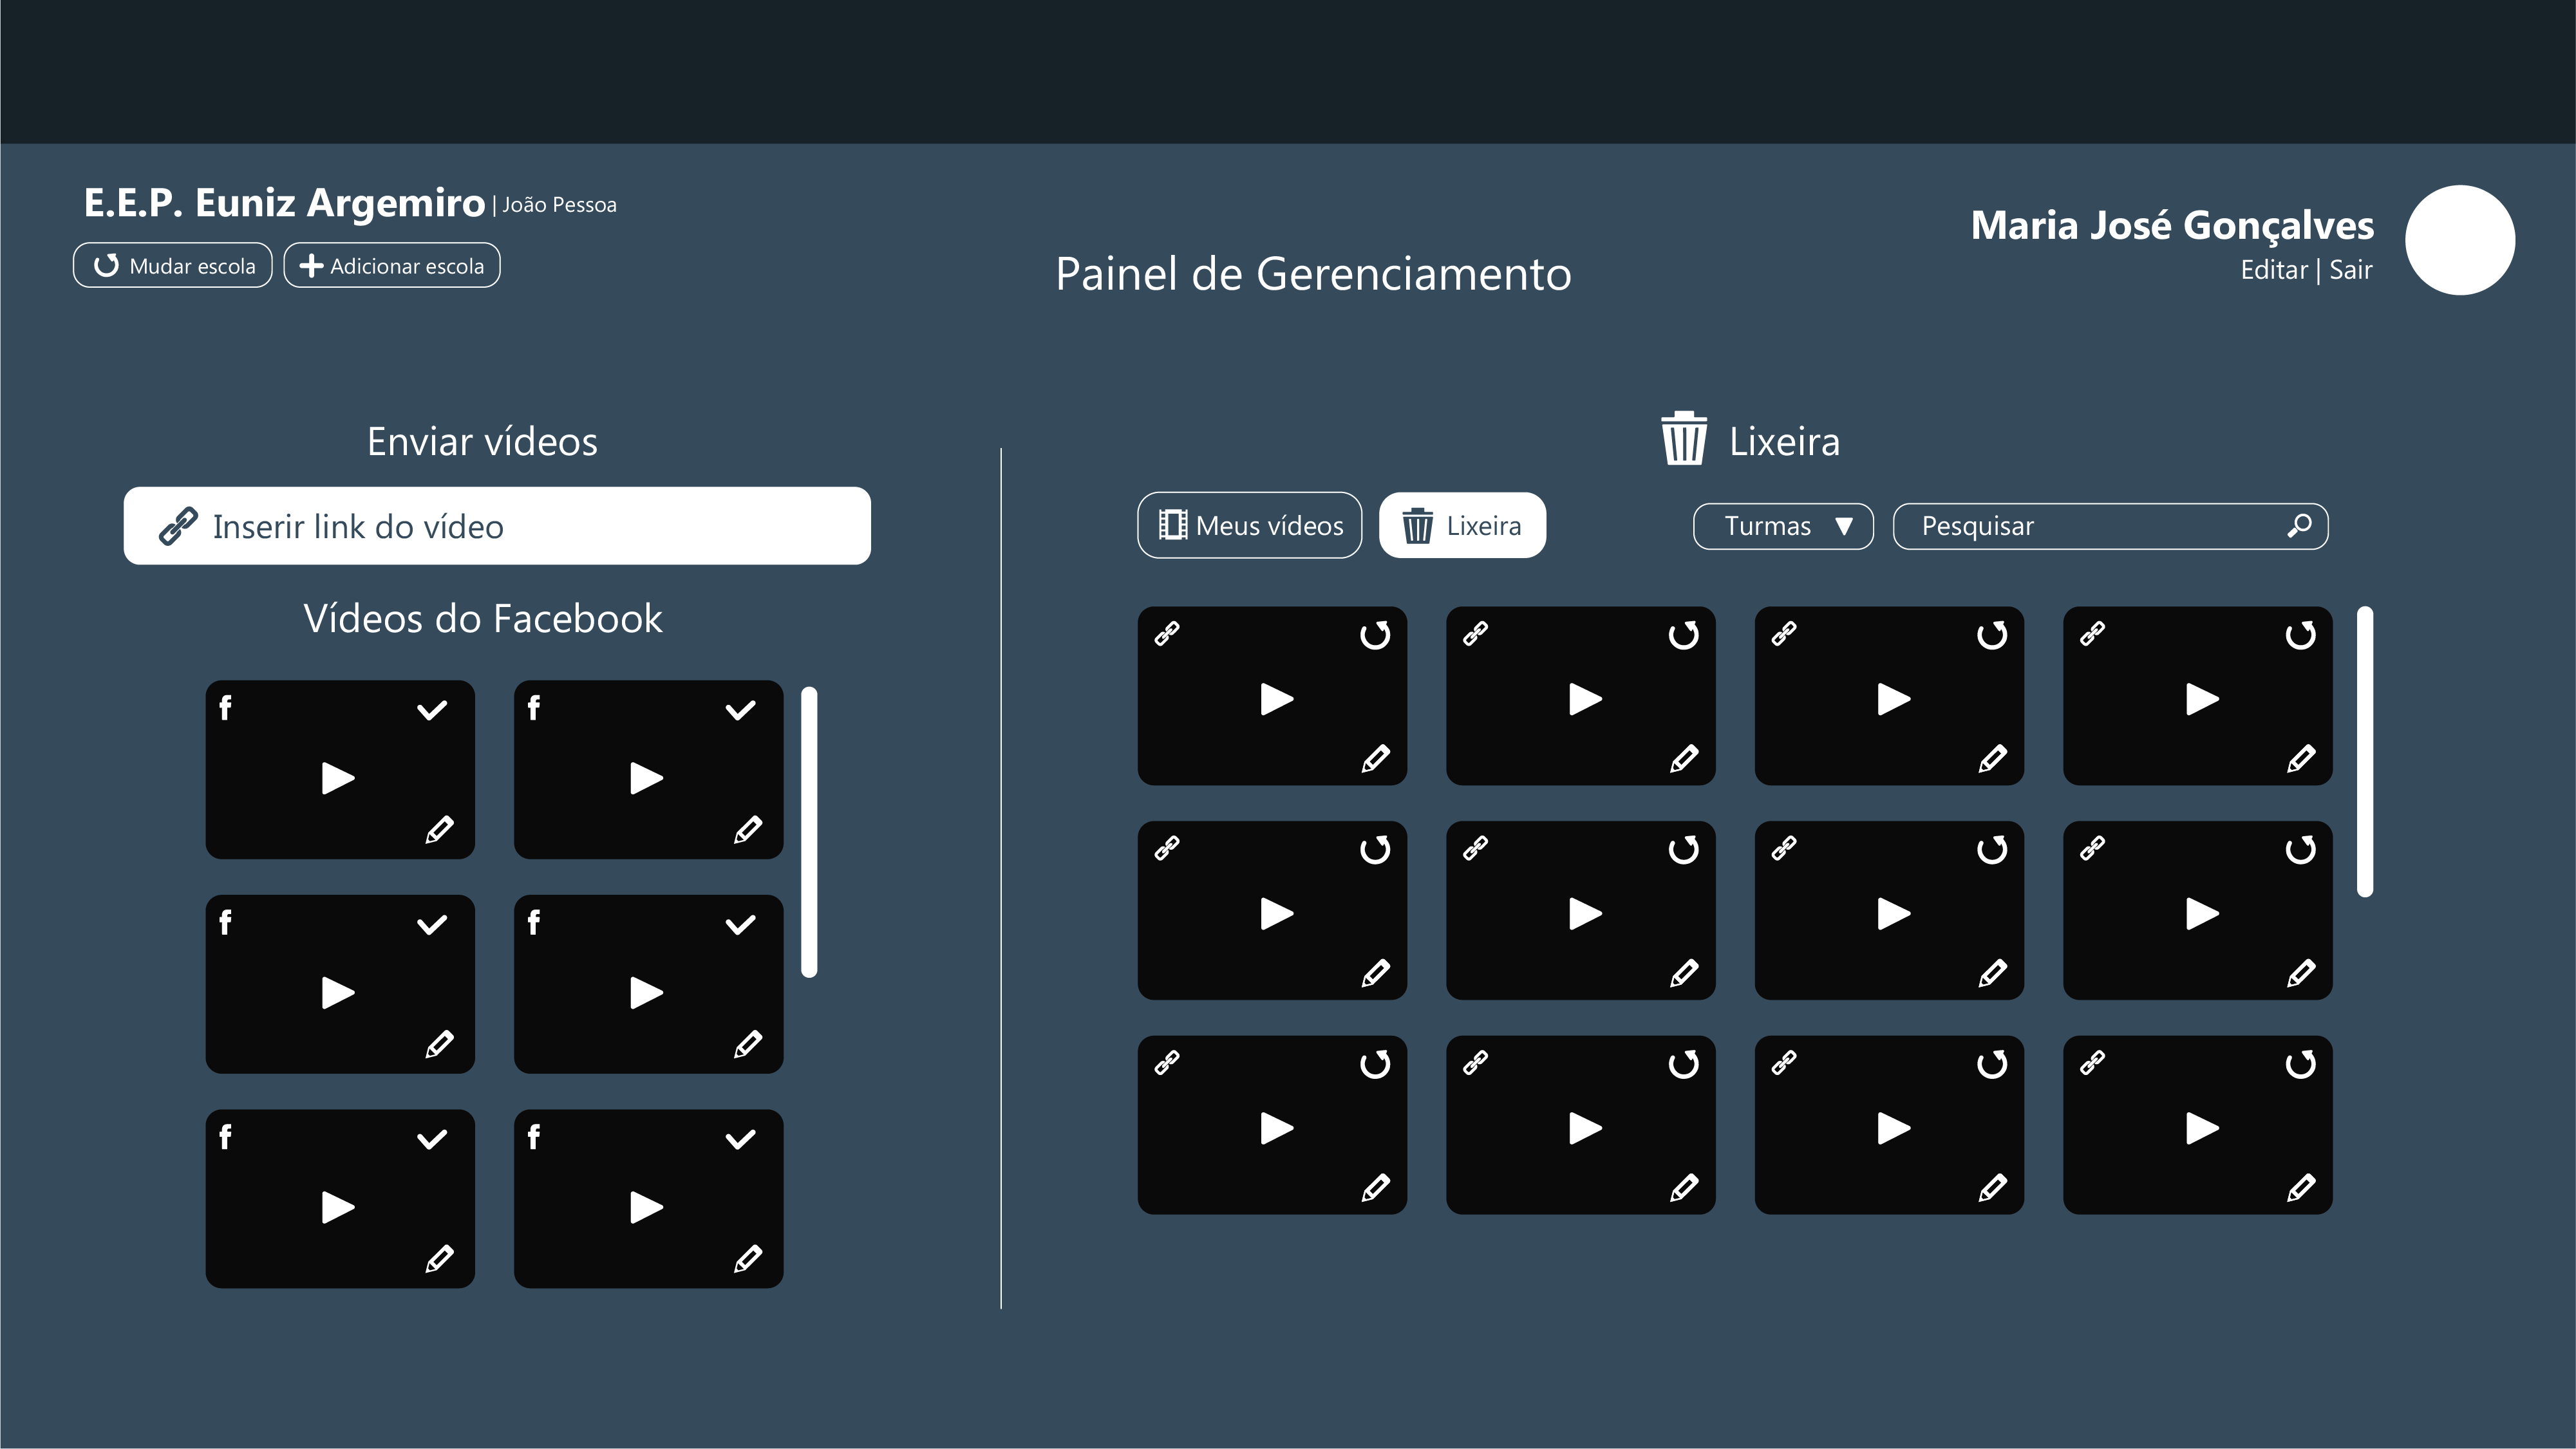 E.E.P. Euniz Argemiro | João Pessoa
Mudar escola
Adicionar escola
Painel de Gerenciamento
Maria José Gonçalves
Editar | Sair
Enviar vídeos
Inserir link do vídeo
Vídeos do Facebook
f
f
f
f
f
f
Lixeira
Meus vídeos
Lixeira
Turmas
Pesquisar